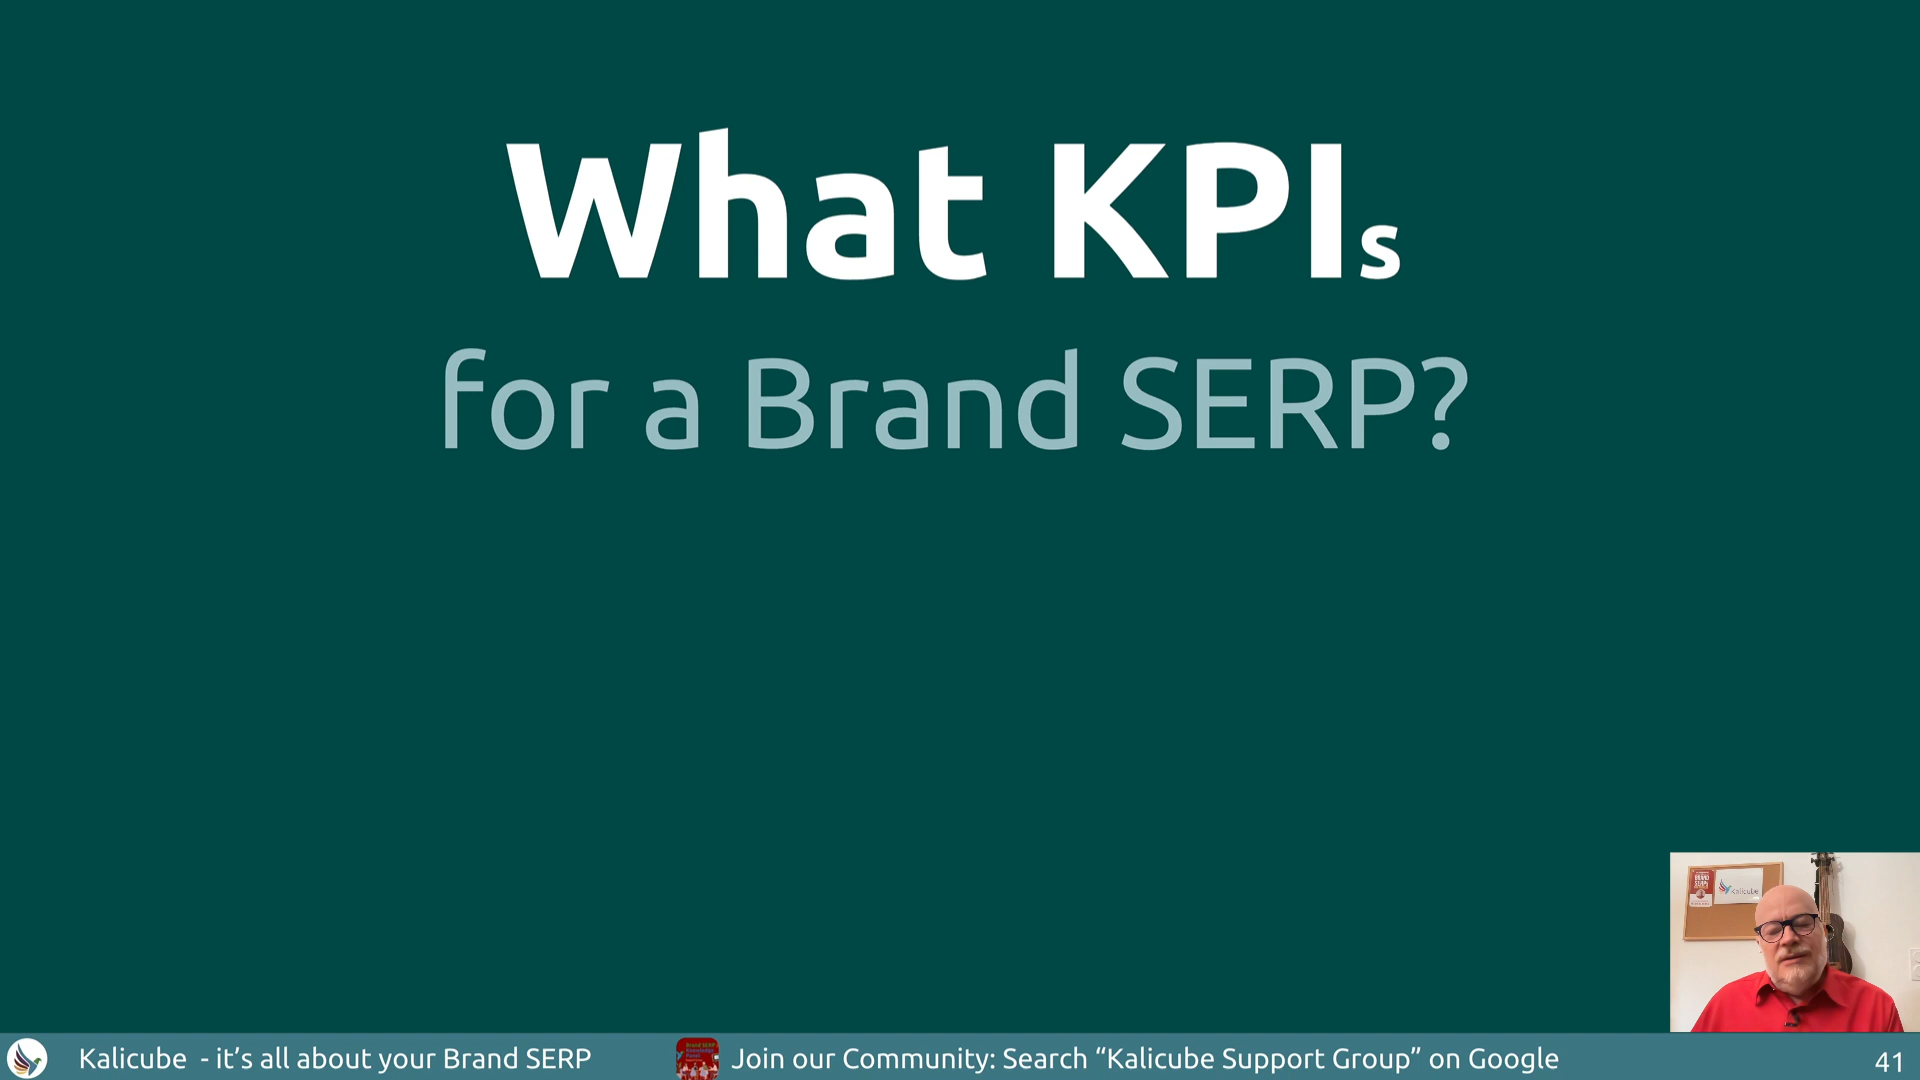 What KPIs
for a Brand SERP?
Kalicube
Kalicube - it’s all about your Brand SERP
Join our Community: Search “Kalicube Support Group” on Google
41